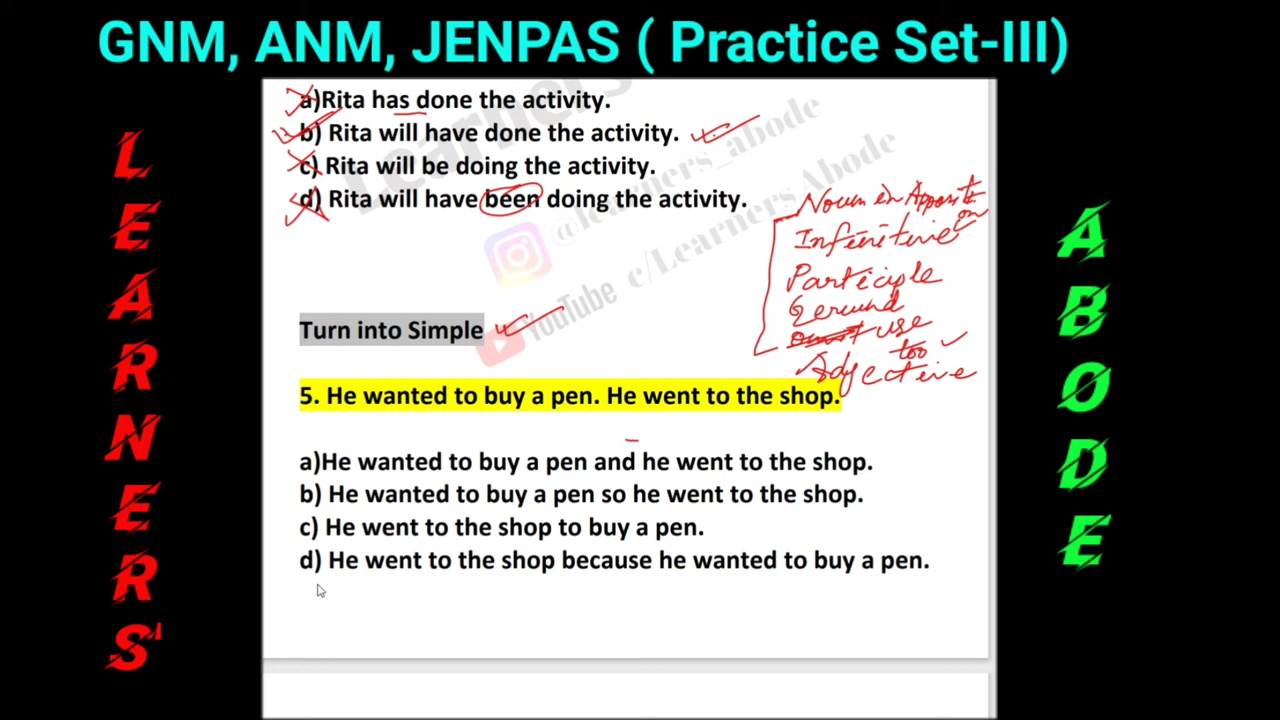 GNM, ANM, JENPAS ( Practice Set-III)
a)Rita has done the activity.
b) Rita will have done the activity.
c) Rita will be doing the activity.
d) Rita will have been doing the activity.
Learners
@learners_abode
YouTube c/LearnersAbode
Noun in Apposition
Infinitive
Participle
Gerund
use
too
Adjective
Turn into Simple
5. He wanted to buy a pen. He went to the shop.
a)He wanted to buy a pen and he went to the shop.
b) He wanted to buy a pen so he went to the shop.
c) He went to the shop to buy a pen.
d) He went to the shop because he wanted to buy a pen.
LEARNERS'
ABODE